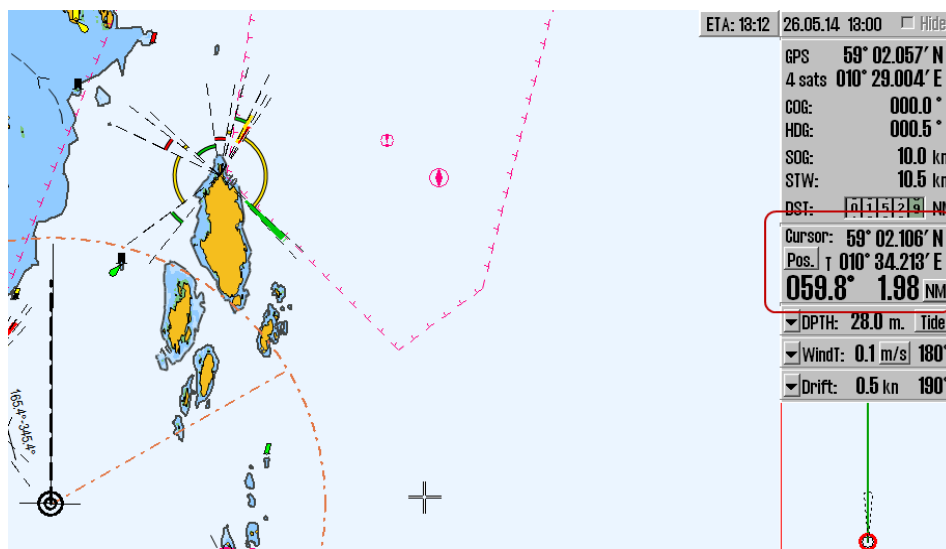 ETA: 13:12 26.05.14 13:00 Hide
GPS 59° 02.057′ N
4 sats 010° 29.004′ E
COG: 000.0 °
HDG: 000.5 °
SOG: 10.0 kn
STW: 10.5 kn
DST: 0 1 5 2 9 NM
Cursor: 59° 02.106′ N
Pos. T 010° 34.213′ E
059.8° 1.98 NM
DPTH: 28.0 m. Tide
WindT: 0.1 m/s 180°
Drift: 0.5 kn 190°
165.4°-345.4°